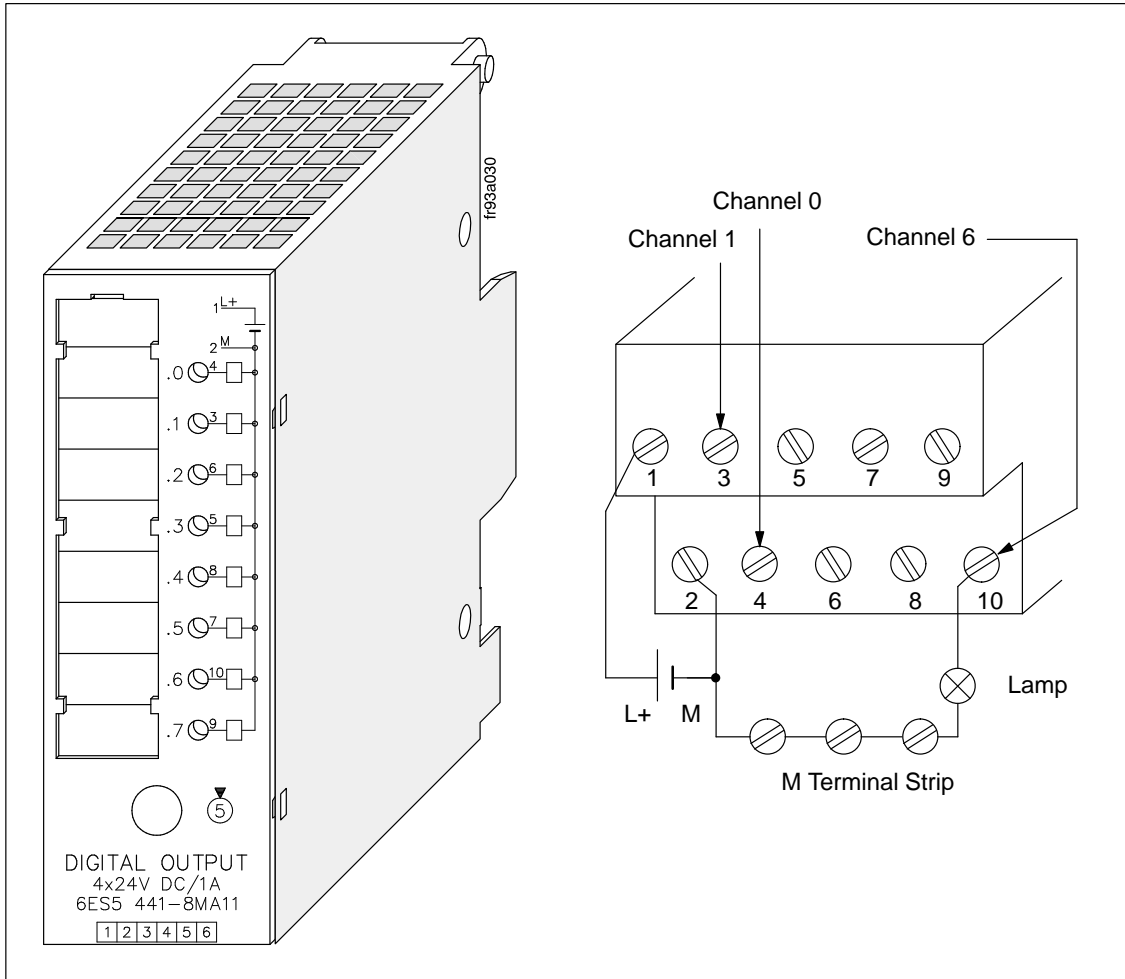 fr93a030
1 L+
2 M
.0 4
.1 3
.2 6
.3 5
.4 8
.5 7
.6 10
.7 9
5
DIGITAL OUTPUT
4x24V DC/1A
6ES5 441-8MA11
1 2 3 4 5 6
Channel 0
Channel 1
Channel 6
1 3 5 7 9
2 4 6 8 10
Lamp
L+ M
M Terminal Strip